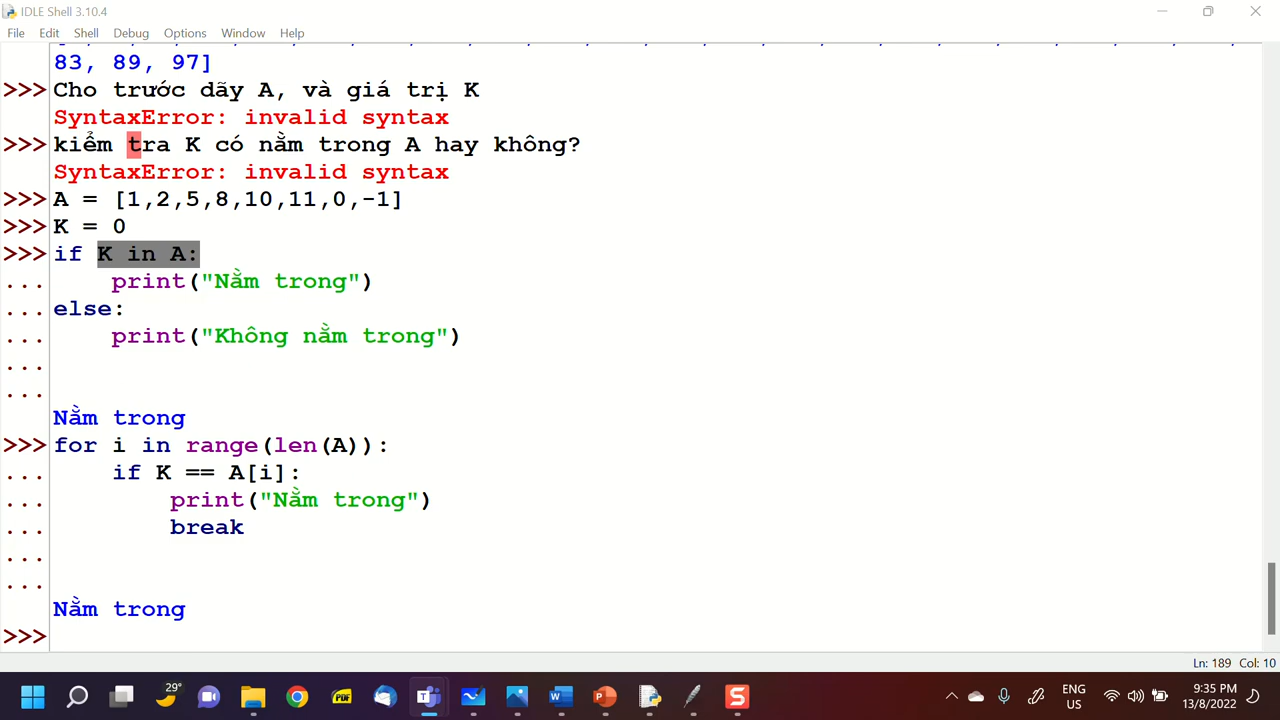 IDLE Shell 3.10.4
File Edit Shell Debug Options Window Help
83, 89, 97]
>>> Cho trước dãy A, và giá trị K
SyntaxError: invalid syntax
>>> kiểm tra K có nằm trong A hay không?
SyntaxError: invalid syntax
>>> A = [1,2,5,8,10,11,0,-1]
>>> K = 0
>>> if K in A:
... print("Nằm trong")
... else:
... print("Không nằm trong")
...
...
Nằm trong
>>> for i in range(len(A)):
... if K == A[i]:
... print("Nằm trong")
... break
...
...
Nằm trong
>>>
Ln: 189 Col: 10
29°
PDF
ENG
US
9:35 PM
13/8/2022